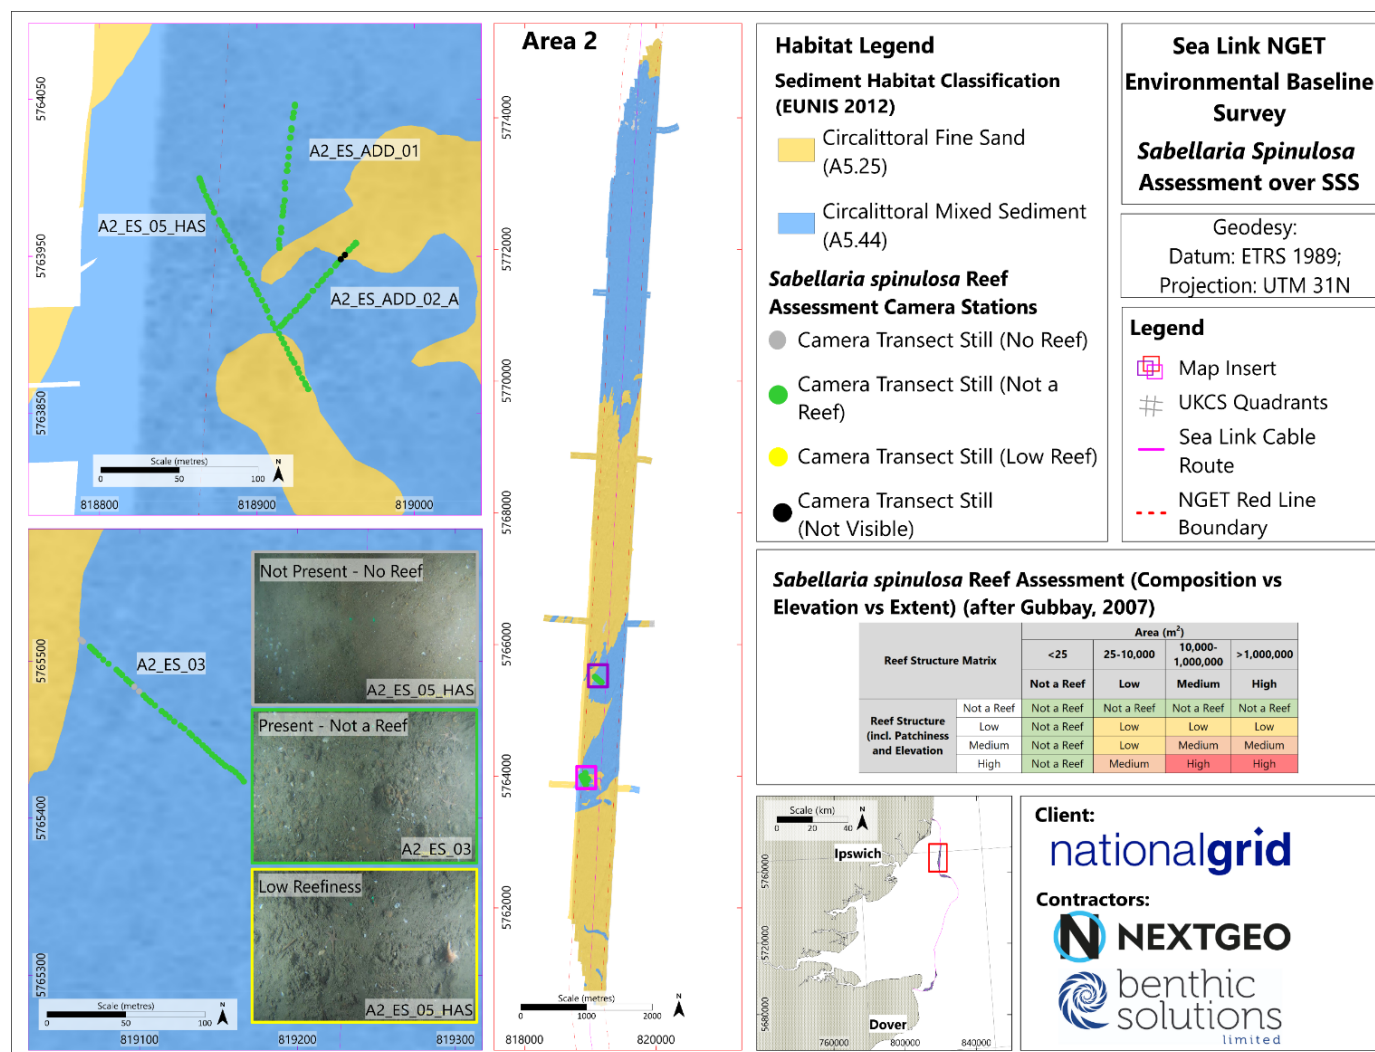 A2_ES_ADD_01
A2_ES_05_HAS
A2_ES_ADD_02_A
5764050
5763950
5763850
Scale (metres)
0 50 100
N
818800 818900 819000
A2_ES_03
5765500
5765400
5765300
Not Present - No Reef
A2_ES_05_HAS
Present - Not a Reef
A2_ES_03
Low Reefiness
A2_ES_05_HAS
Scale (metres)
0 50 100
N
819100 819200 819300
Area 2
5774000
5772000
5770000
5768000
5766000
5764000
5762000
Scale (metres)
0 1000 2000
N
818000 820000
Habitat Legend
Sediment Habitat Classification
(EUNIS 2012)
Circalittoral Fine Sand
(A5.25)
Circalittoral Mixed Sediment
(A5.44)
Sabellaria spinulosa Reef
Assessment Camera Stations
Camera Transect Still (No Reef)
Camera Transect Still (Not a
Reef)
Camera Transect Still (Low Reef)
Camera Transect Still
(Not Visible)
Sea Link NGET
Environmental Baseline
Survey
Sabellaria Spinulosa
Assessment over SSS
Geodesy:
Datum: ETRS 1989;
Projection: UTM 31N
Legend
Map Insert
UKCS Quadrants
Sea Link Cable
Route
NGET Red Line
Boundary
Sabellaria spinulosa Reef Assessment (Composition vs
Elevation vs Extent) (after Gubbay, 2007)
Reef Structure Matrix
Area (m²)
<25 25-10,000 10,000-1,000,000 >1,000,000
Not a Reef Low Medium High
Reef Structure
(incl. Patchiness
and Elevation
Not a Reef Not a Reef Not a Reef Not a Reef Not a Reef
Low Not a Reef Low Low Low
Medium Not a Reef Low Medium Medium
High Not a Reef Medium High High
Scale (km)
0 20 40
N
Ipswich
Dover
5760000
5720000
5680000
760000 800000 840000
Client:
nationalgrid
Contractors:
N NEXTGEO
benthic
solutions
limited